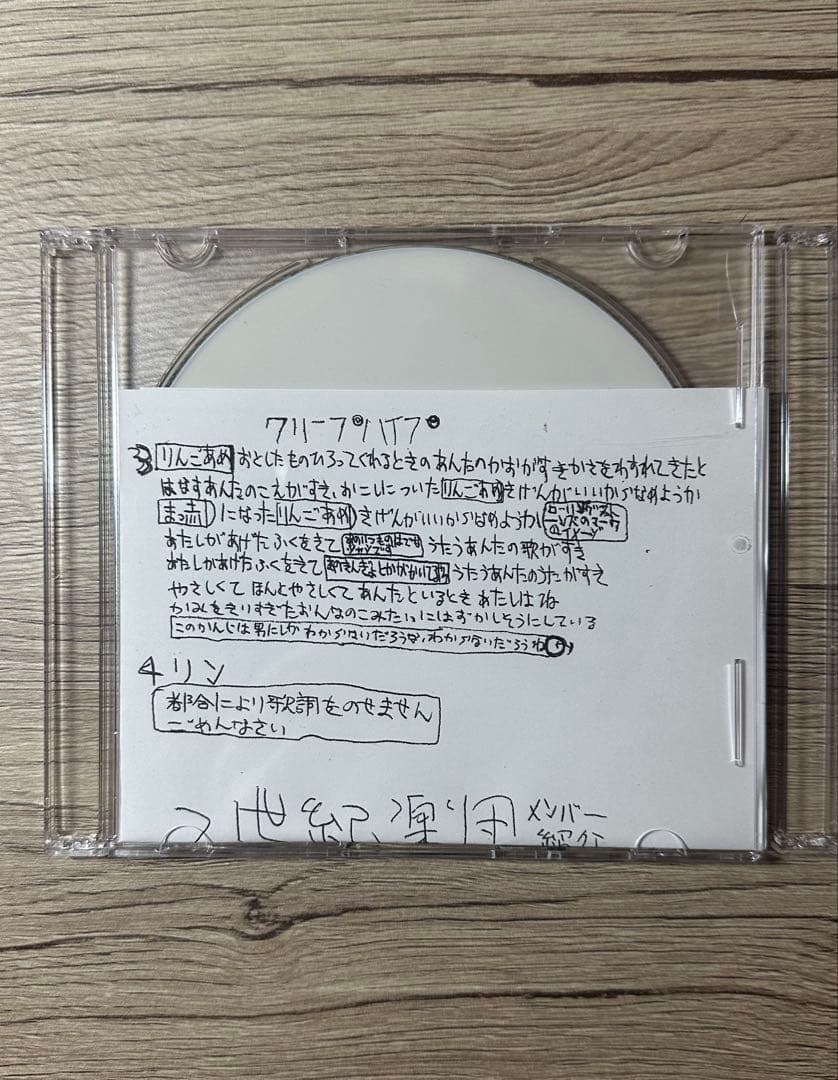 クリープハイプ
3 りんごあめ おとしたものひろってくれるときのあんたのかおがすきかさをわすれてきたと
はなすあんたのこえがすき、おこしについたりんごあめきげんがいいからなめようか
まっ赤になったりんごあめきげんがいいからなめようか
あたしがあげたふくをきて うたうあんたの歌がすき
あたしがあげたふくをきて うたうあんたのうたがすき
やさしくてほんとやさしくてあんたといるときあたしはね
かみをきりすぎたおんなのこみたいにはずかしそうにしている
このかんじは男にしかわからないだろうな、わからないだろうね
4 リン
都合により歌詞をのせません
ごめんなさい
世紀楽団 メンバー
紹介